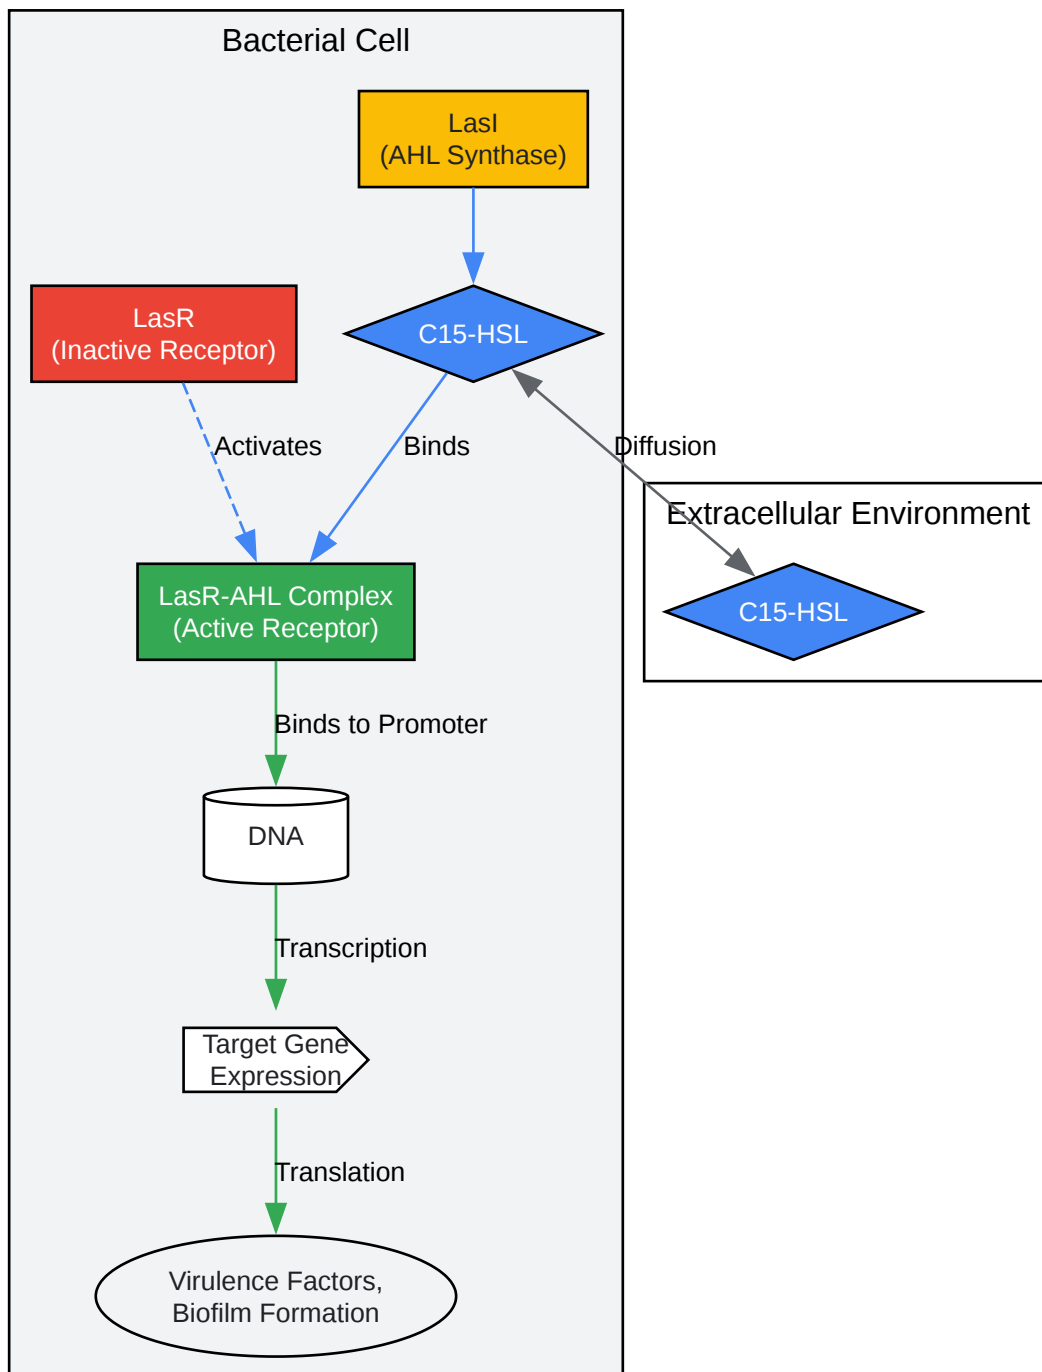 Bacterial Cell
LasI
(AHL Synthase)
LasR
(Inactive Receptor)
C15-HSL
Activates
Binds
Diffusion
Extracellular Environment
LasR-AHL Complex
(Active Receptor)
C15-HSL
Binds to Promoter
DNA
Transcription
Target Gene
Expression
Translation
Virulence Factors,
Biofilm Formation